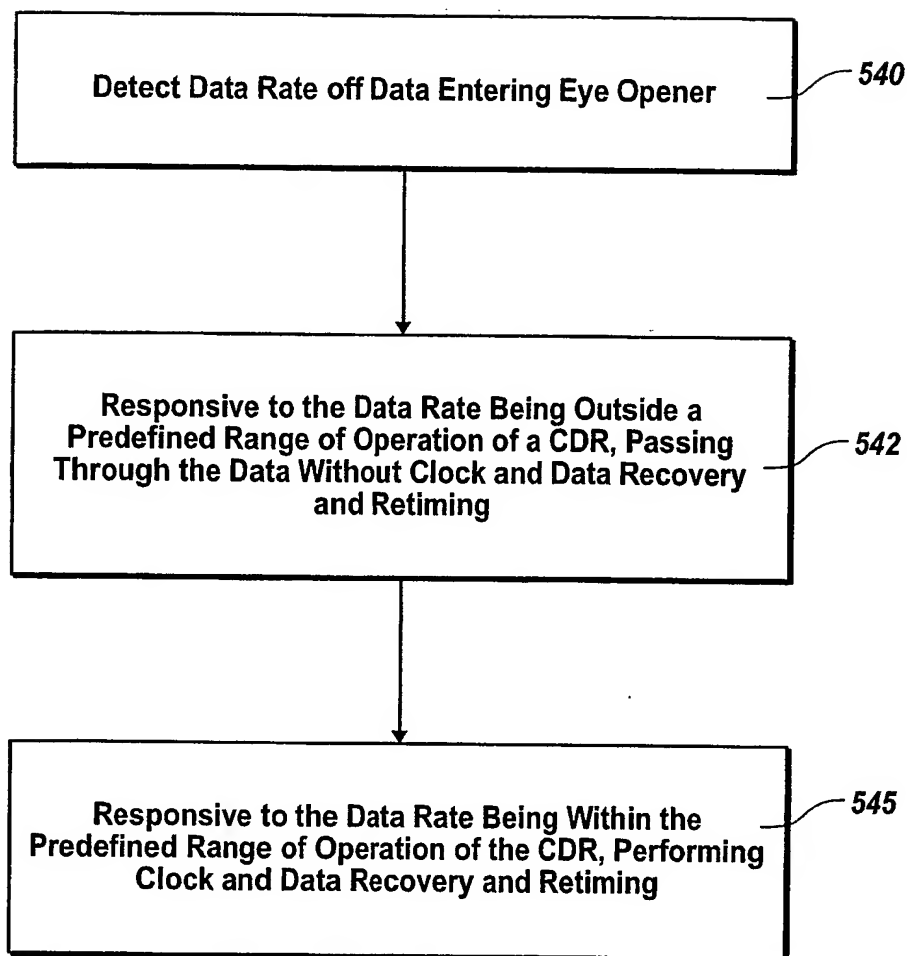 Detect Data Rate off Data Entering Eye Opener
540
Responsive to the Data Rate Being Outside a
Predefined Range of Operation of a CDR, Passing
Through the Data Without Clock and Data Recovery
and Retiming
542
Responsive to the Data Rate Being Within the
Predefined Range of Operation of the CDR, Performing
Clock and Data Recovery and Retiming
545